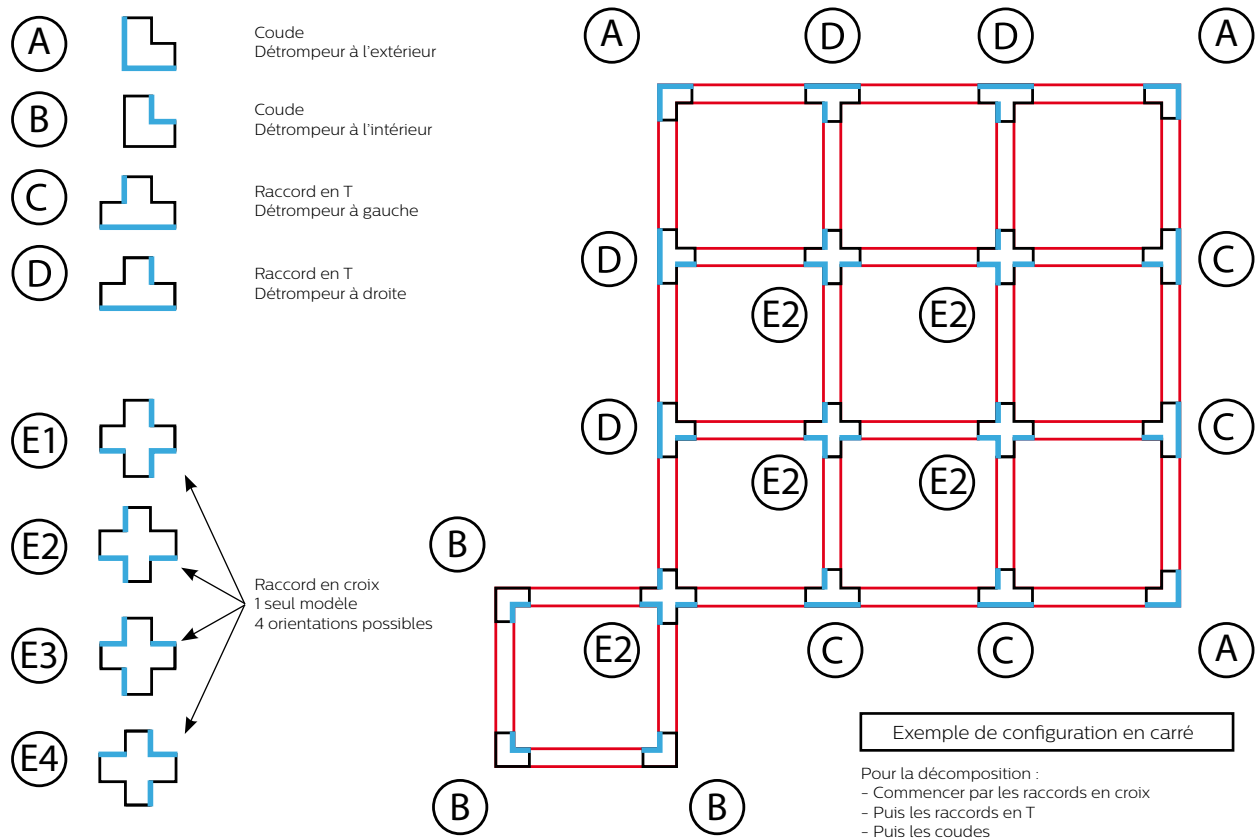 A
Coude
Détrompeur à l'extérieur
B
Coude
Détrompeur à l'intérieur
C
Raccord en T
Détrompeur à gauche
D
Raccord en T
Détrompeur à droite
E1
E2
E3
E4
Raccord en croix
1 seul modèle
4 orientations possibles
A D D A
D C
E2 E2
D C
E2 E2
B
E2 C C A
B B
Exemple de configuration en carré
Pour la décomposition :
- Commencer par les raccords en croix
- Puis les raccords en T
- Puis les coudes